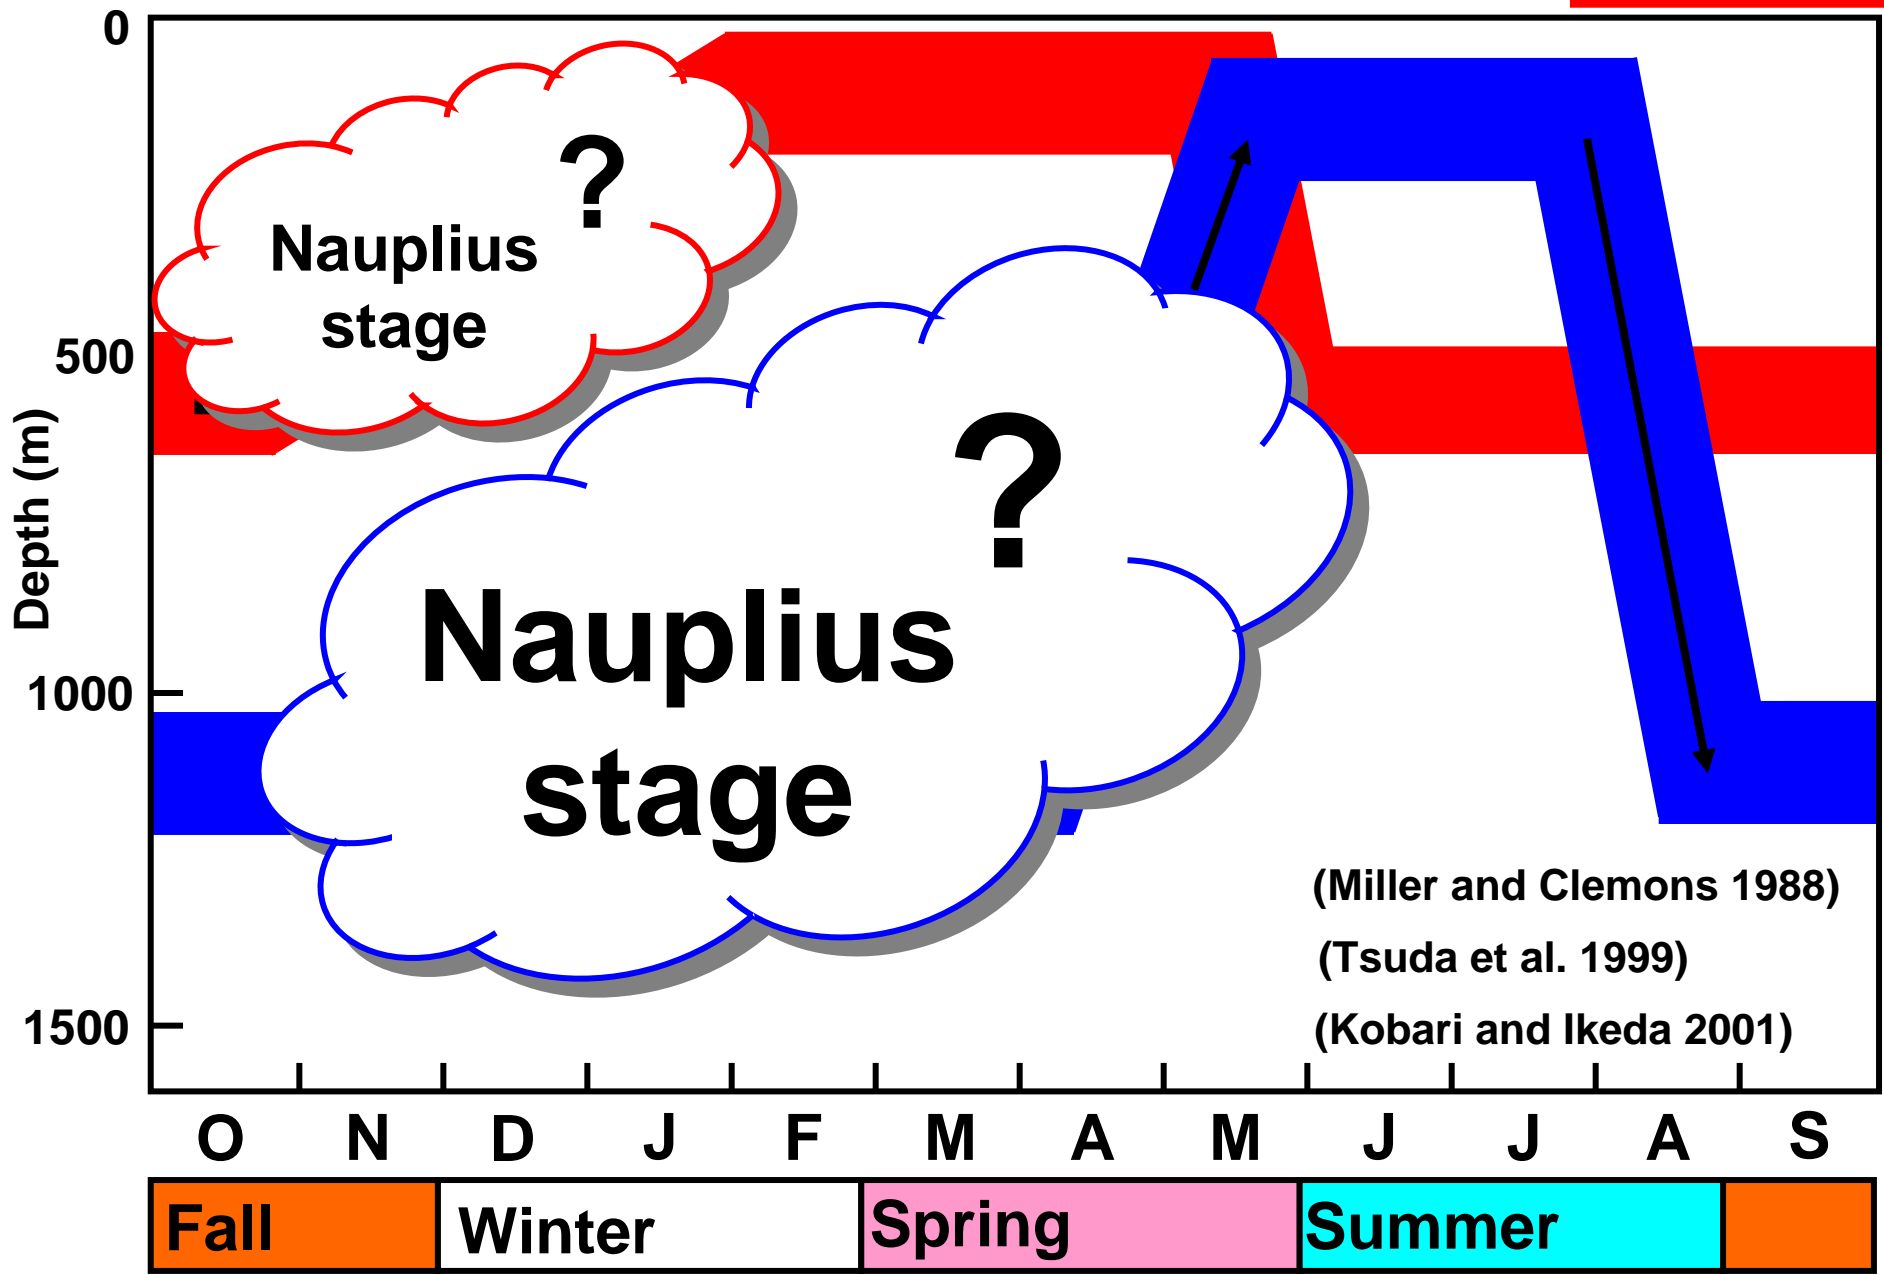 0
500
1000
1500
Depth (m)
?
Nauplius
stage
?
Nauplius
stage
(Miller and Clemons 1988)
(Tsuda et al. 1999)
(Kobari and Ikeda 2001)
O N D J F M A M J J A S
Fall Winter Spring Summer